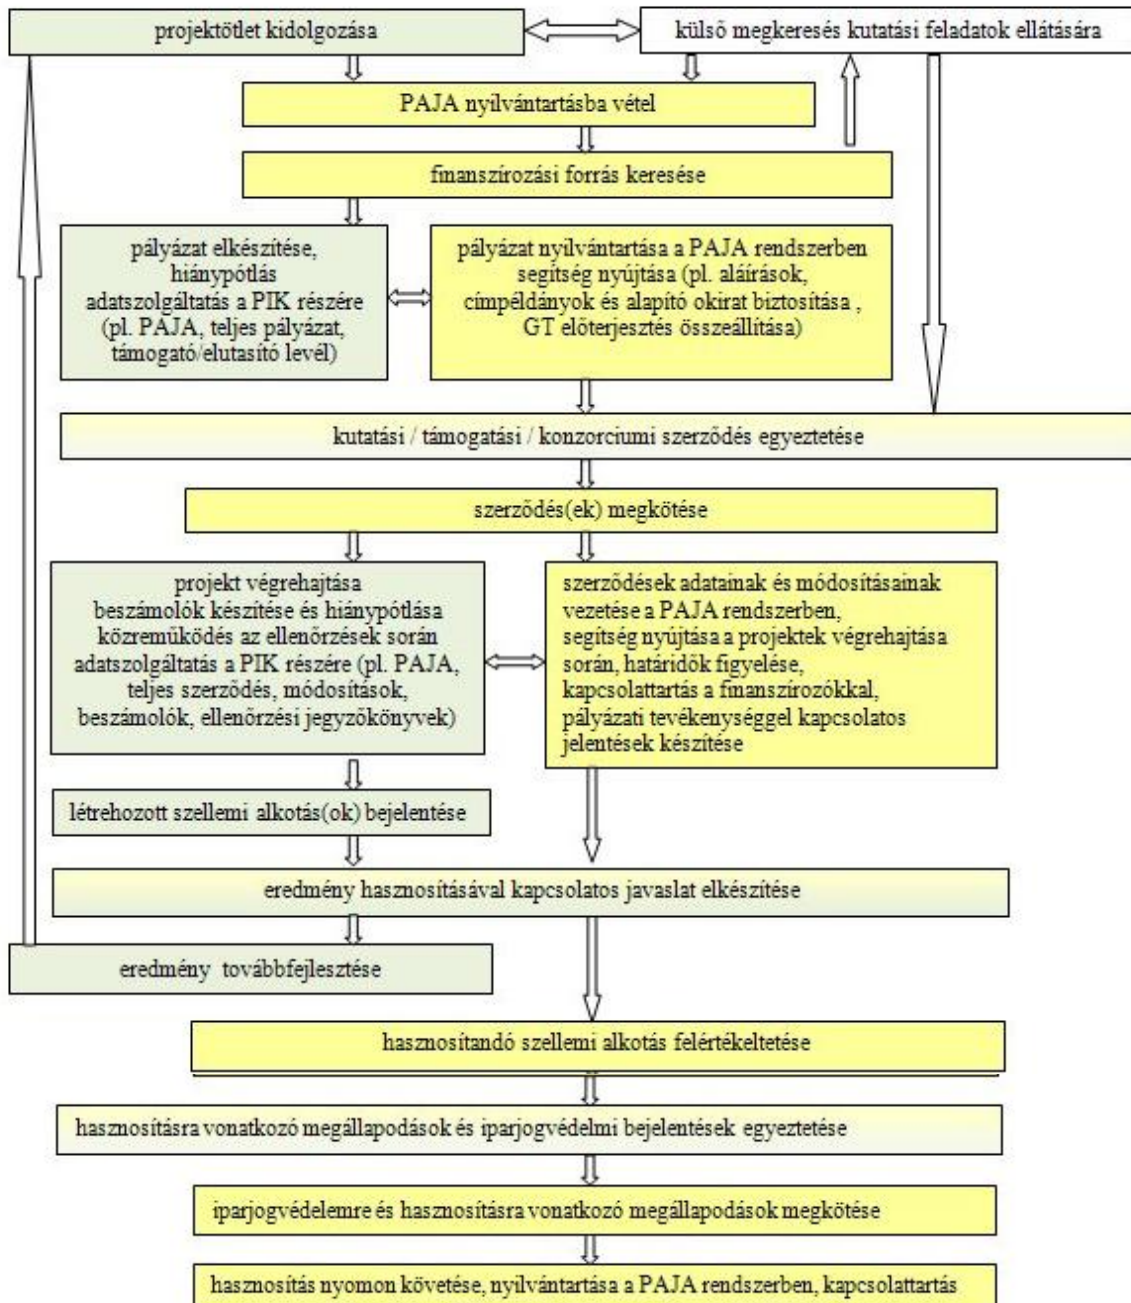 projektötlet kidolgozása
külső megkeresés kutatási feladatok ellátására
PAJA nyilvántartásba vétel
finanszírozási forrás keresése
pályázat elkészítése,
hiánypótlás
adatszolgáltatás a PIK részére
(pl. PAJA, teljes pályázat,
támogató/elutasító levél)
pályázat nyilvántartása a PAJA rendszerben
segítség nyújtása (pl. aláírások,
címpéldányok és alapító okirat biztosítása ,
GT előterjesztés összeállítása)
kutatási / támogatási / konzorciumi szerződés egyeztetése
szerződés(ek) megkötése
projekt végrehajtása
beszámolók készítése és hiánypótlása
közreműködés az ellenőrzések során
adatszolgáltatás a PIK részére (pl. PAJA,
teljes szerződés, módosítások,
beszámolók, ellenőrzési jegyzőkönyvek)
szerződések adatainak és módosításainak
vezetése a PAJA rendszerben,
segítség nyújtása a projektek végrehajtása
során, határidők figyelése,
kapcsolattartás a finanszírozókkal,
pályázati tevékenységgel kapcsolatos
jelentések készítése
létrehozott szellemi alkotás(ok) bejelentése
eredmény hasznosításával kapcsolatos javaslat elkészítése
eredmény továbbfejlesztése
hasznosítandó szellemi alkotás felértékeltetése
hasznosításra vonatkozó megállapodások és iparjogvédelmi bejelentések egyeztetése
iparjogvédelemre és hasznosításra vonatkozó megállapodások megkötése
hasznosítás nyomon követése, nyilvántartása a PAJA rendszerben, kapcsolattartás